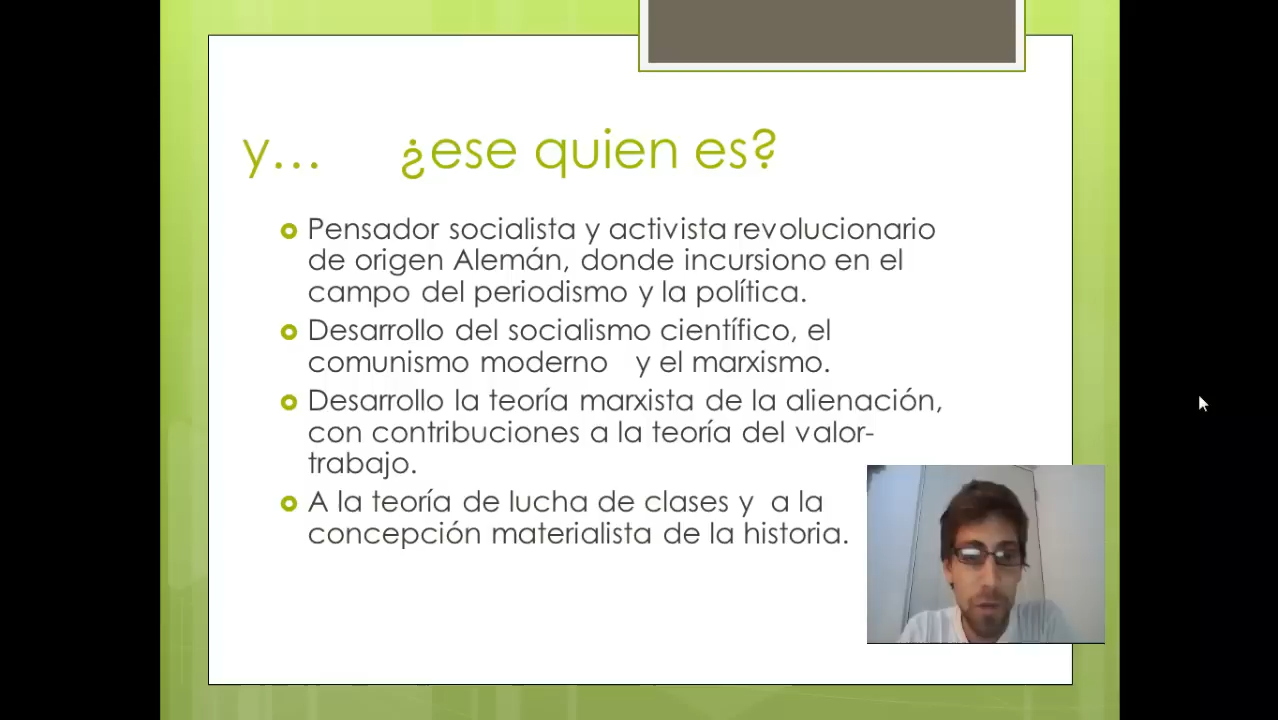 y... ¿ese quien es?
Pensador socialista y activista revolucionario
de origen Alemán, donde incursiono en el
campo del periodismo y la política.
Desarrollo del socialismo científico, el
comunismo moderno y el marxismo.
Desarrollo la teoría marxista de la alienación,
con contribuciones a la teoría del valor-
trabajo.
A la teoría de lucha de clases y a la
concepción materialista de la historia.